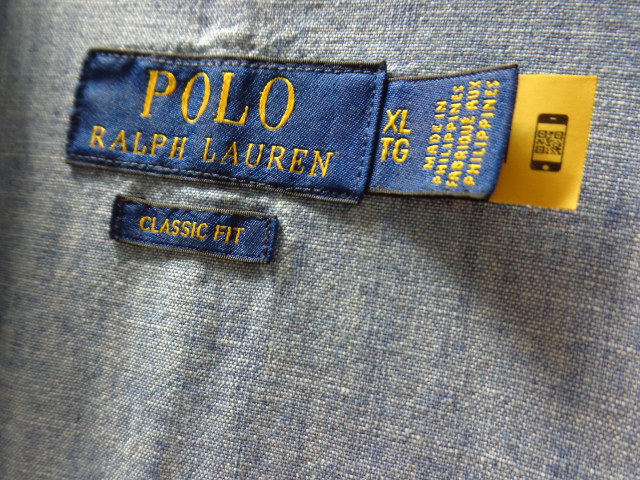 POLO
RALPH LAUREN
XL
TG
MADE IN
PHILIPPINES
FABRIQUÉ AUX
PHILIPPINES
CLASSIC FIT